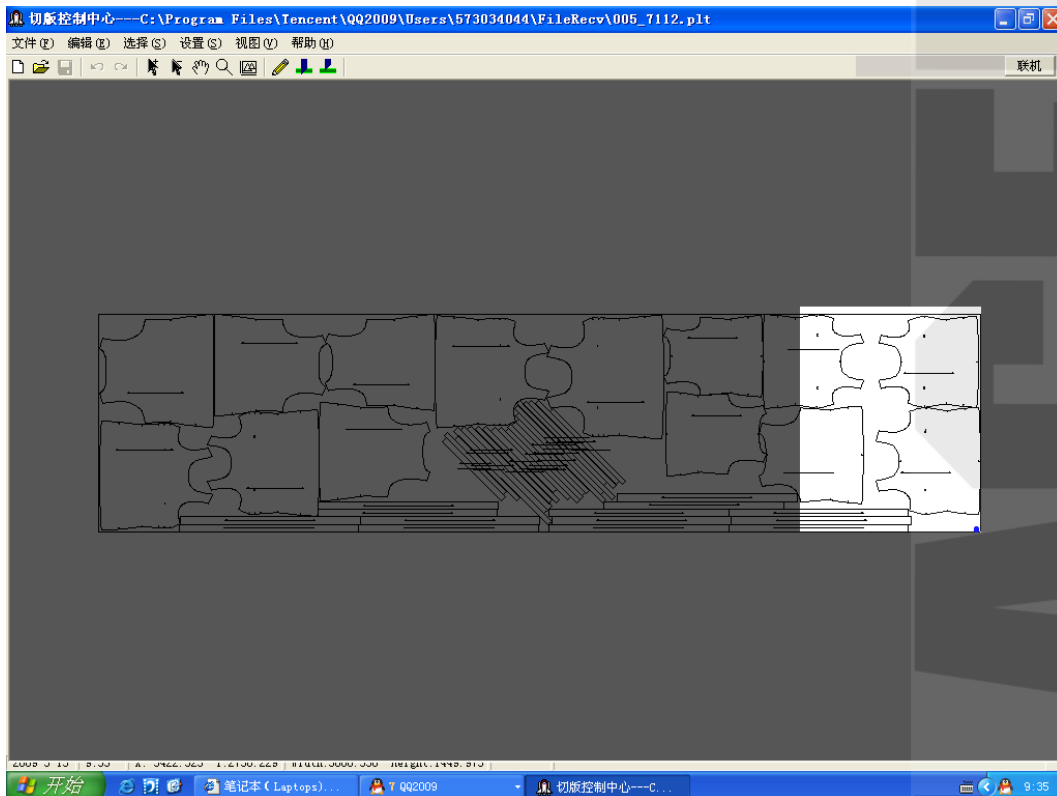 切版控制中心---C:\Program Files\Tencent\QQ2009\Users\573034044\FileRecv\005_7112.plt
文件(F) 编辑(E) 选择(S) 设置(S) 视图(V) 帮助(H)
联机
开始 笔记本(Laptops)... 7 QQ2009 切版控制中心---C... 9:35